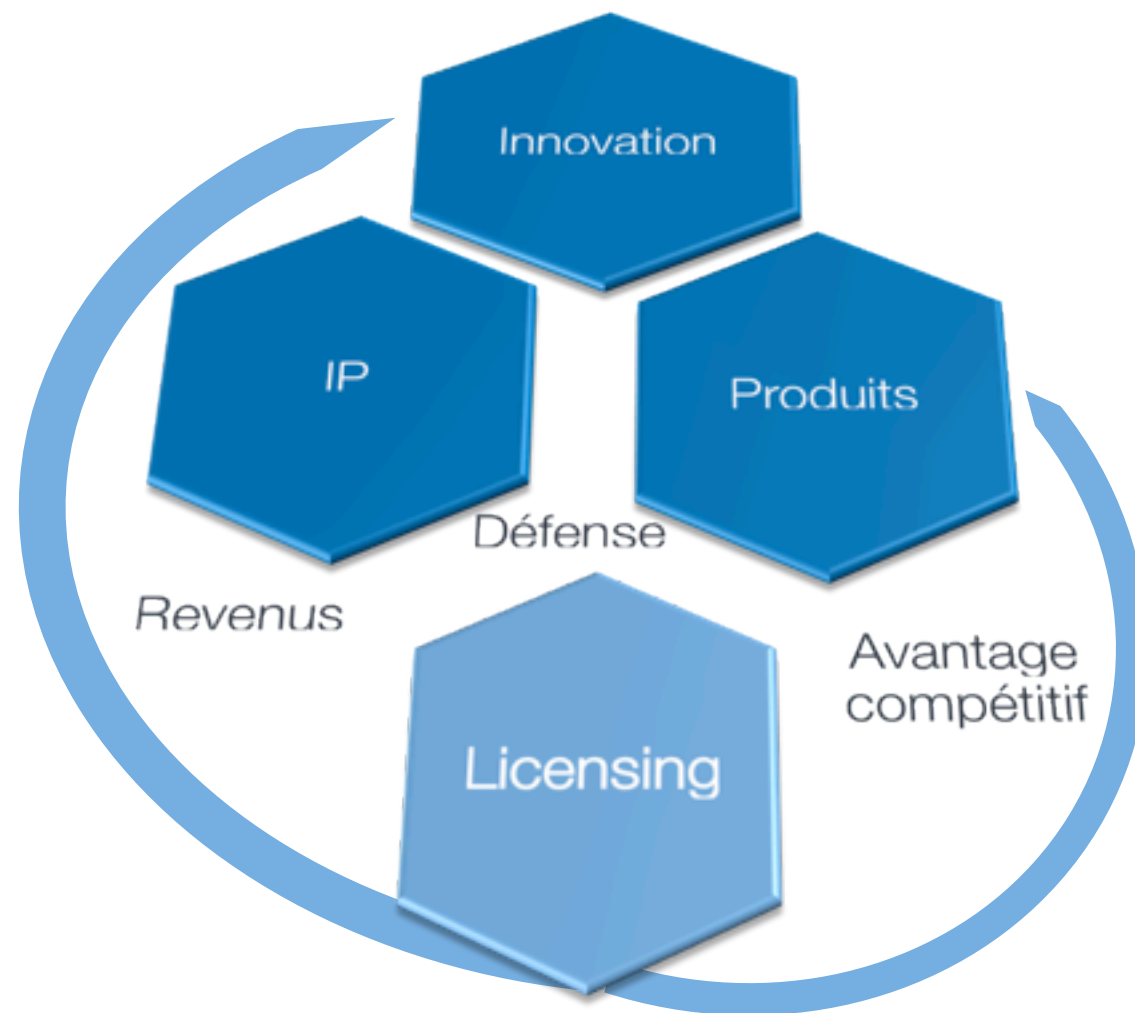 Innovation
IP
Produits
Défense
Revenus
Avantage
compétitif
Licensing